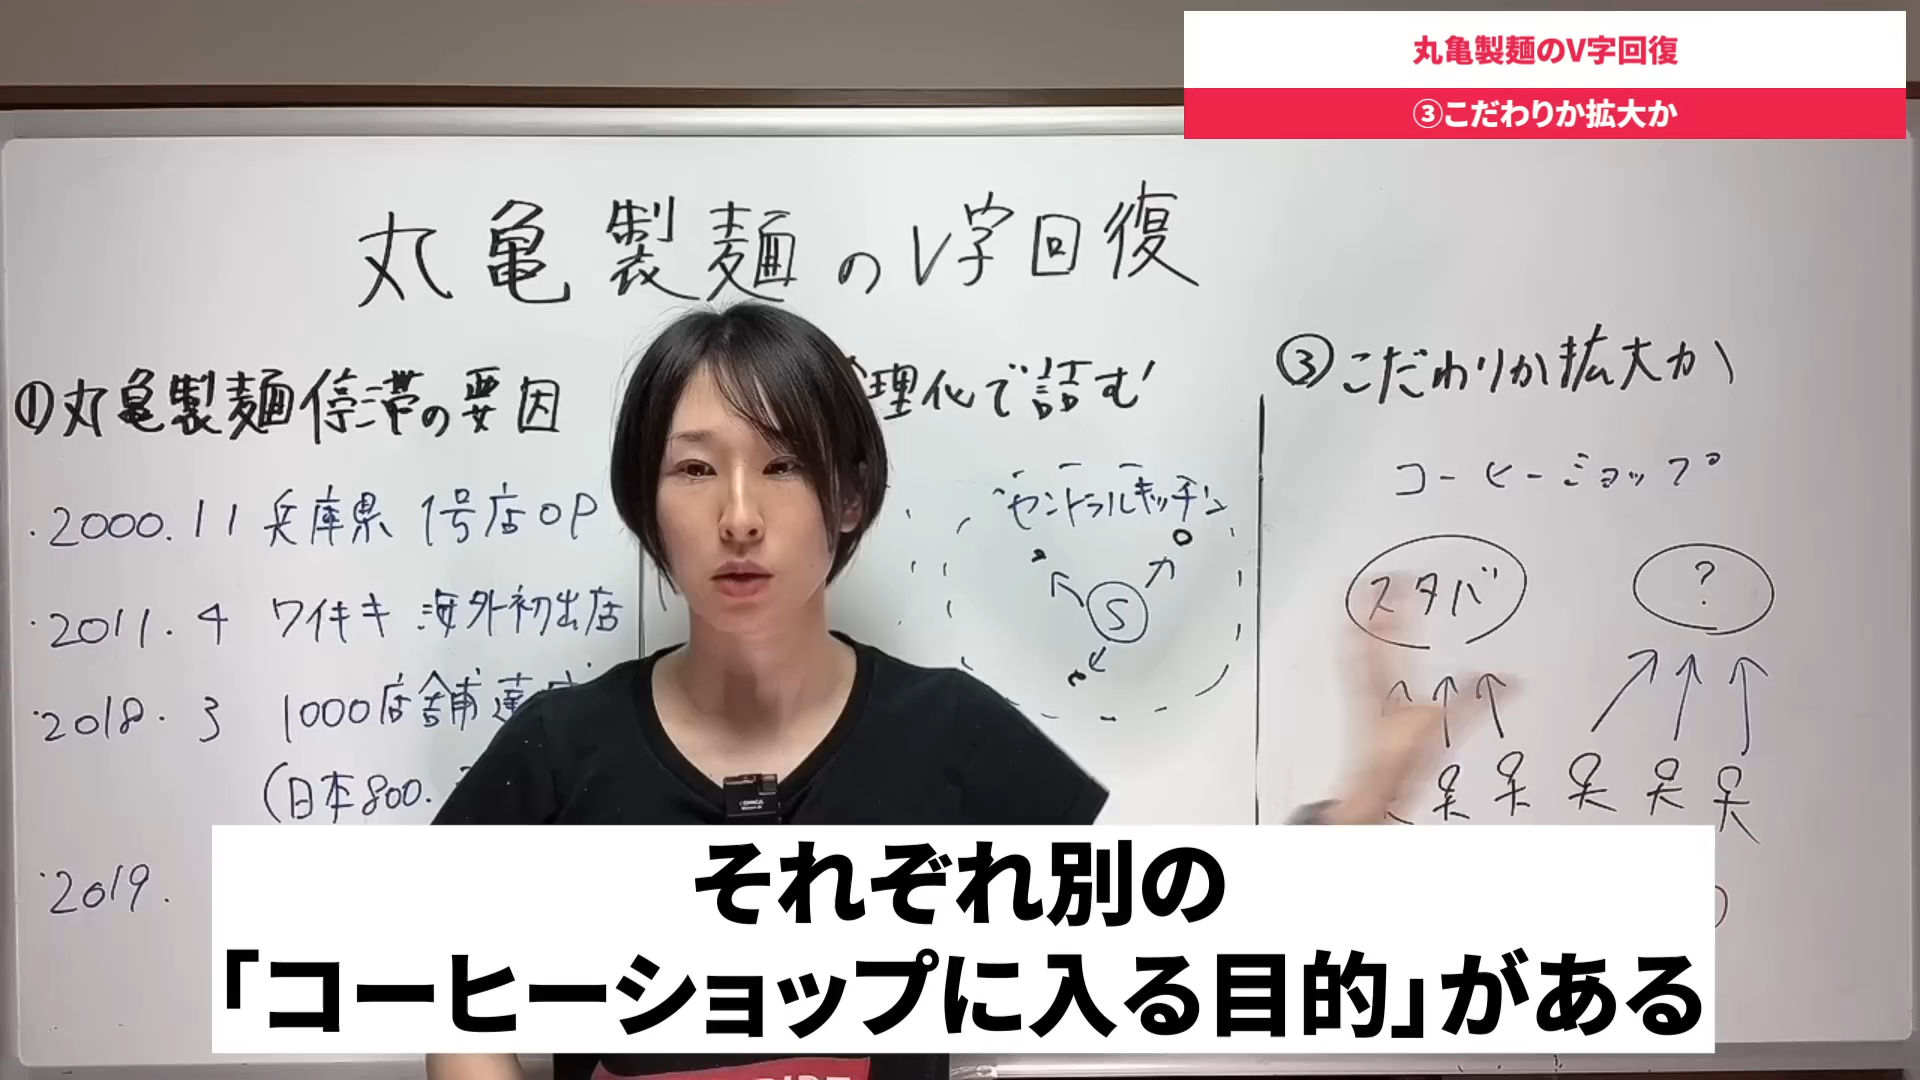 丸亀製麺のV字回復
③こだわりか拡大か
丸亀製麺のV字回復
①丸亀製麺停滞の要因
・2000.11 兵庫県 1号店OP
・2011.4 ワイキキ 海外初出店
・2018.3 1000店舗達
(日本800.
・2019.
理化で詰む
セントラルキッチン
S
③こだわりか拡大か
コーヒーショップ
スタバ
?
それぞれ別の
「コーヒーショップに入る目的」がある